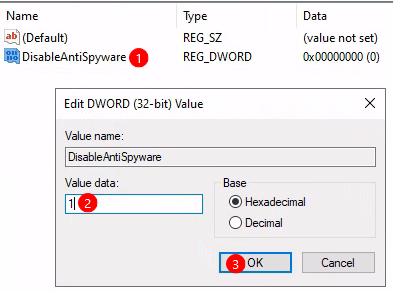 Name Type Data
ab (Default) REG_SZ (value not set)
DisableAntiSpyware 1 REG_DWORD 0x00000000 (0)
Edit DWORD (32-bit) Value
Value name:
DisableAntiSpyware
Value data:
1 2
Base
Hexadecimal
Decimal
3 OK Cancel